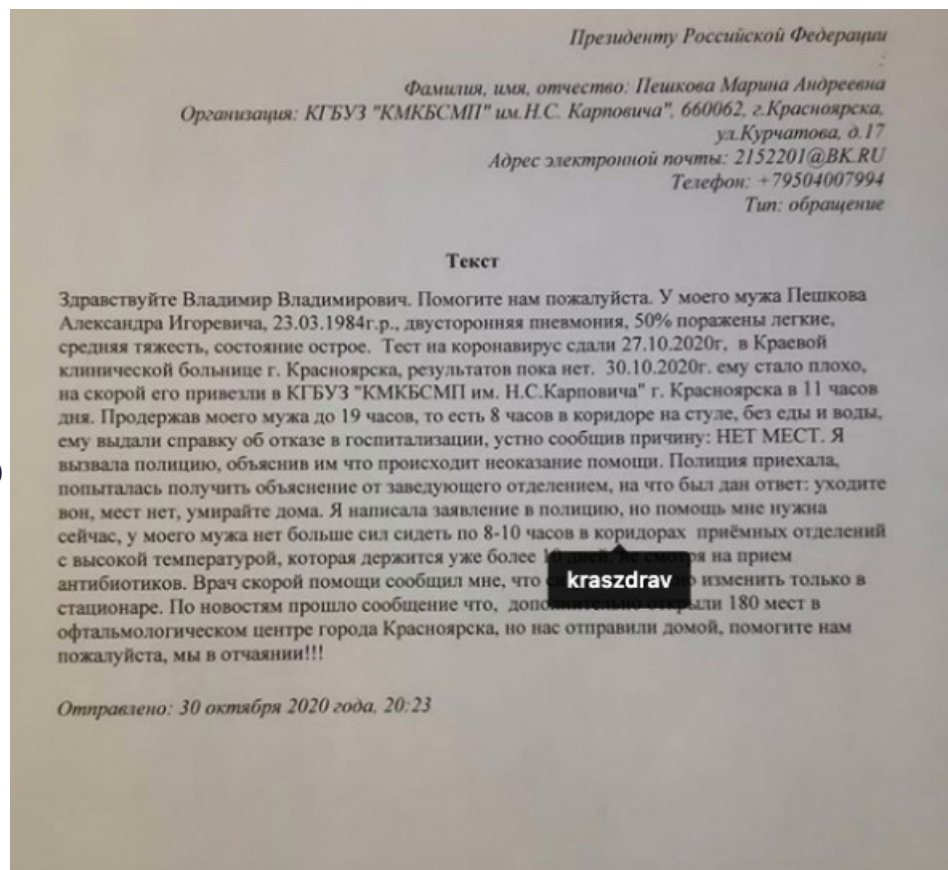 Президенту Российской Федерации
Фамилия, имя, отчество: Пешкова Марина Андреевна
Организация: КГБУЗ "КМКБСМП" им.Н.С. Карповича", 660062, г.Красноярска,
ул.Курчатова, д.17
Адрес электронной почты: 2152201@BK.RU
Телефон: +79504007994
Тип: обращение
Текст
Здравствуйте Владимир Владимирович. Помогите нам пожалуйста. У моего мужа Пешкова
Александра Игоревича, 23.03.1984г.р., двусторонняя пневмония, 50% поражены легкие,
средняя тяжесть, состояние острое. Тест на коронавирус сдали 27.10.2020г. в Краевой
клинической больнице г. Красноярска, результатов пока нет. 30.10.2020г. ему стало плохо,
на скорой его привезли в КГБУЗ "КМКБСМП им. Н.С.Карповича" г. Красноярска в 11 часов
дня. Продержав моего мужа до 19 часов, то есть 8 часов в коридоре на стуле, без еды и воды,
ему выдали справку об отказе в госпитализации, устно сообщив причину: НЕТ МЕСТ. Я
вызвала полицию, объяснив им что происходит неоказание помощи. Полиция приехала,
попыталась получить объяснение от заведующего отделением, на что был дан ответ: уходите
вон, мест нет, умирайте дома. Я написала заявление в полицию, но помощь мне нужна
сейчас, у моего мужа нет больше сил сидеть по 8-10 часов в коридорах приёмных отделений
с высокой температурой, которая держится уже более дней, не смотря на прием
антибиотиков. Врач скорой помощи сообщил мне, что изменить только в
kraszdrav
стационаре. По новостям прошло сообщение что, дополнительно открыли 180 мест в
офтальмологическом центре города Красноярска, но нас отправили домой, помогите нам
пожалуйста, мы в отчаянии!!!
Отправлено: 30 октября 2020 года, 20:23